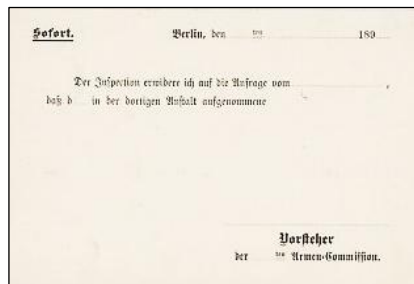 Sofort. Berlin, den ten 189
Der Inspection erwidere ich auf die Anfrage vom ,
daß d in der dortigen Anstalt aufgenommene
Vorsteher
der ten Armen-Commission.